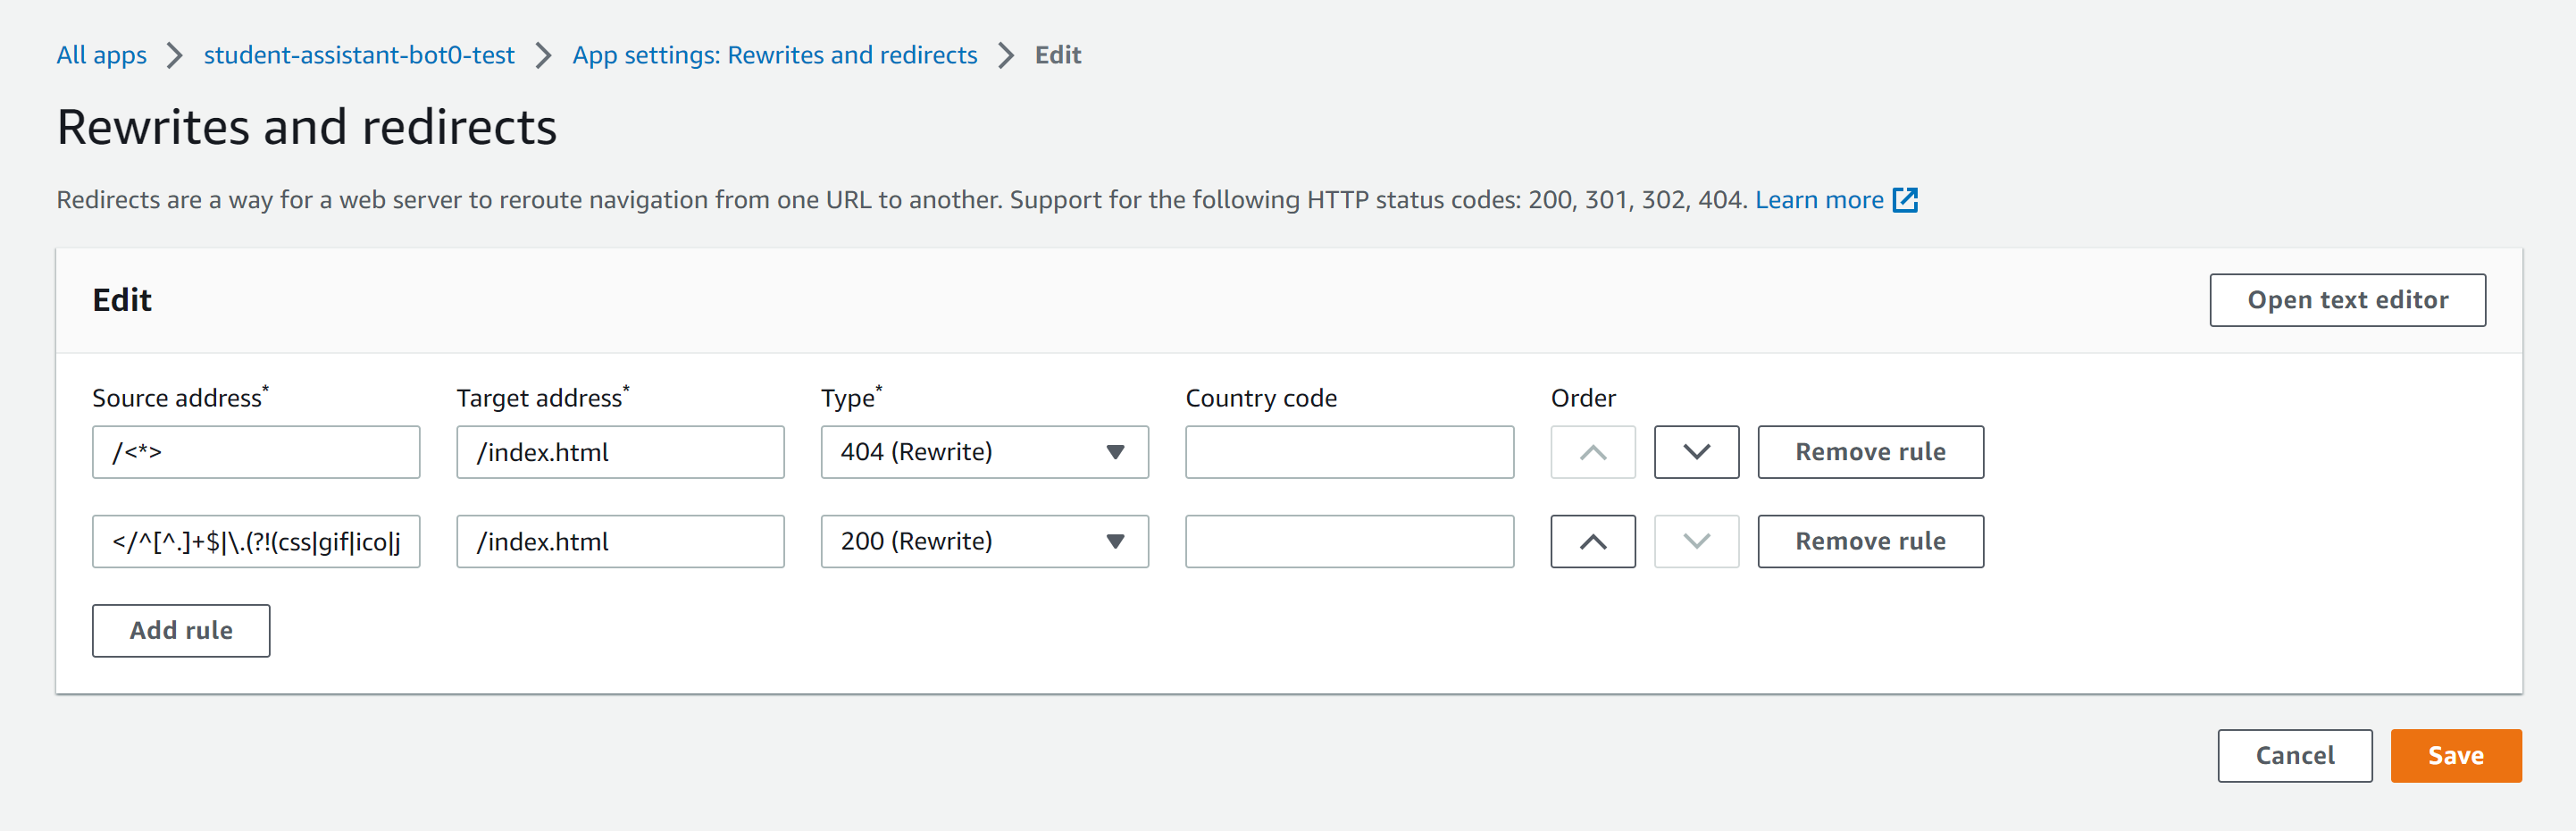 All apps > student-assistant-bot0-test > App settings: Rewrites and redirects > Edit
Rewrites and redirects
Redirects are a way for a web server to reroute navigation from one URL to another. Support for the following HTTP status codes: 200, 301, 302, 404. Learn more
Edit
Open text editor
Source address* Target address* Type* Country code Order
/<*> /index.html 404 (Rewrite) Remove rule
</^[^.]+$|\.(?!(css|gif|ico|j /index.html 200 (Rewrite) Remove rule
Add rule
Cancel Save